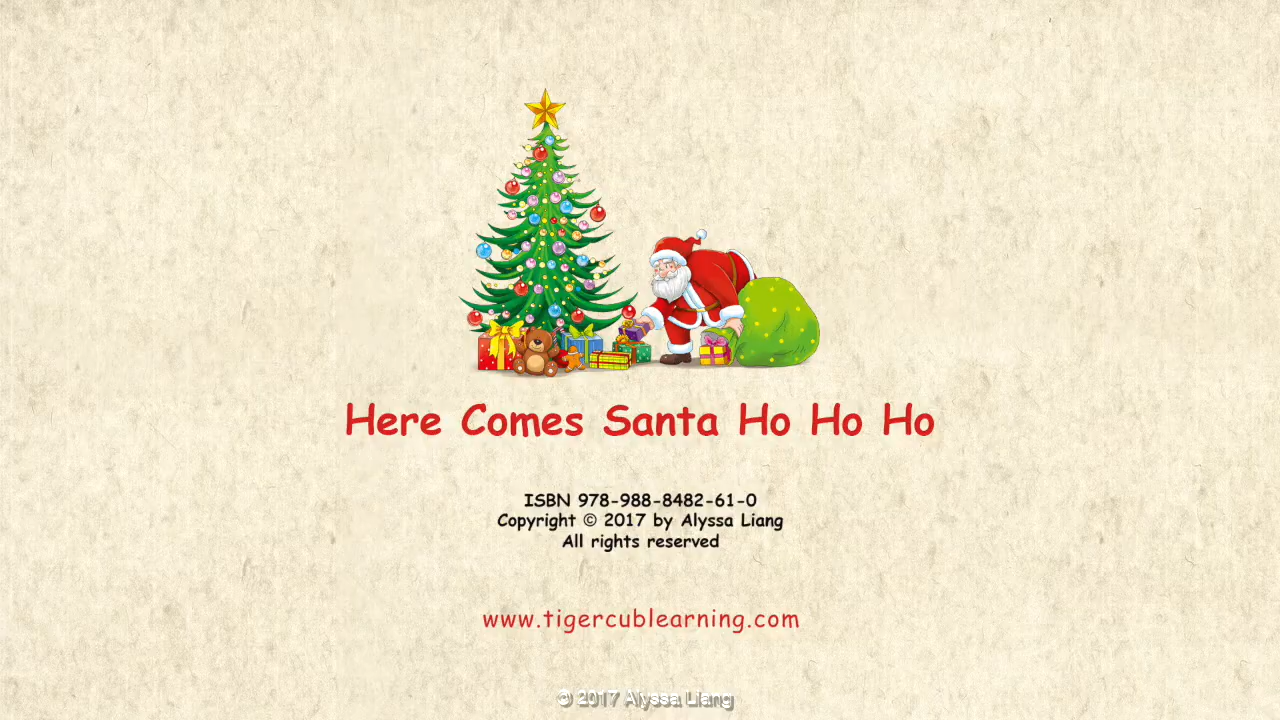 Here Comes Santa Ho Ho Ho
ISBN 978-988-8482-61-0
Copyright © 2017 by Alyssa Liang
All rights reserved
www.tigercublearning.com
© 2017 Alyssa Liang